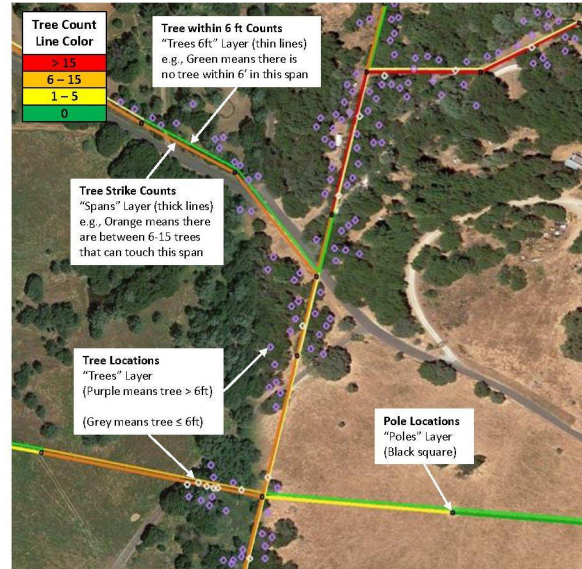 Tree Count
Line Color
> 15
6 – 15
1 – 5
0
Tree within 6 ft Counts
“Trees 6ft” Layer (thin lines)
e.g., Green means there is
no tree within 6’ in this span
Tree Strike Counts
“Spans” Layer (thick lines)
e.g., Orange means there
are between 6-15 trees
that can touch this span
Tree Locations
“Trees” Layer
(Purple means tree > 6ft)
(Grey means tree ≤ 6ft)
Pole Locations
“Poles” Layer
(Black square)